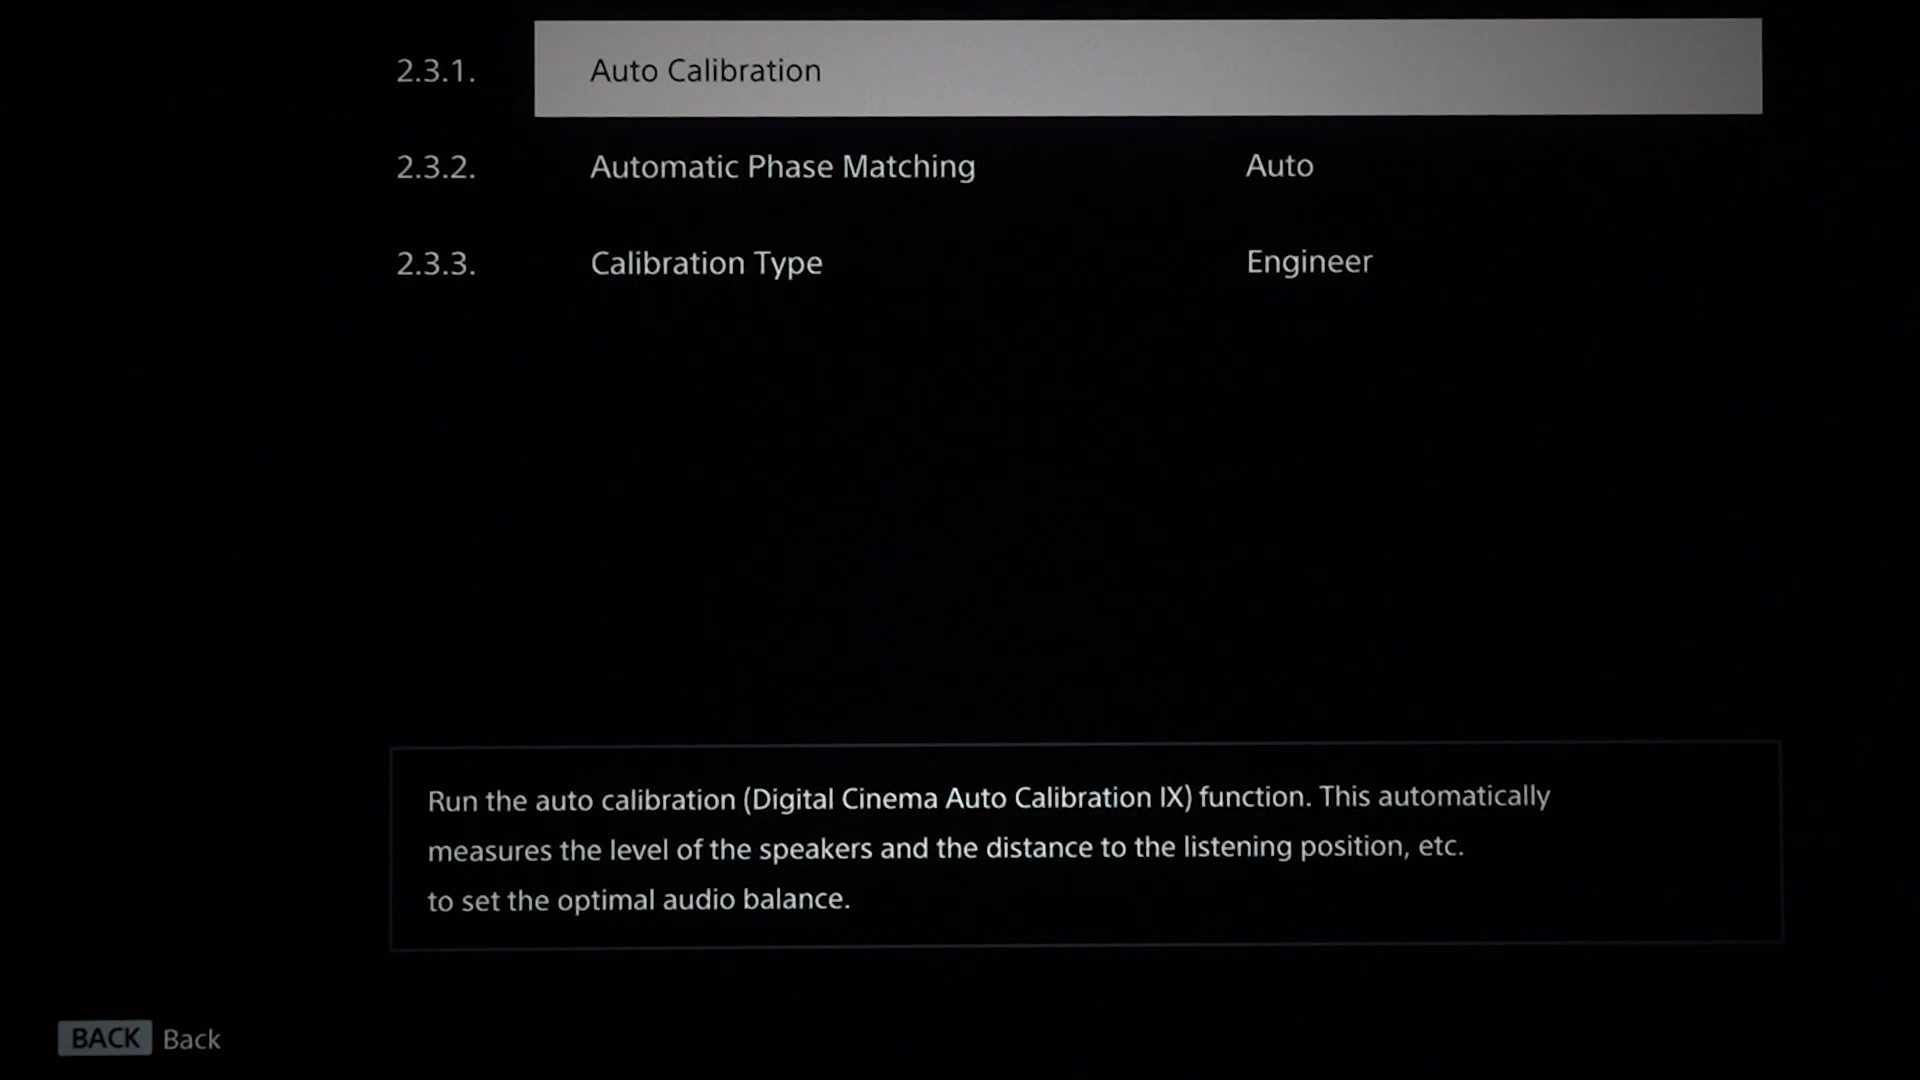 2.3.1. Auto Calibration
2.3.2. Automatic Phase Matching Auto
2.3.3. Calibration Type Engineer
Run the auto calibration (Digital Cinema Auto Calibration IX) function. This automatically
measures the level of the speakers and the distance to the listening position, etc.
to set the optimal audio balance.
BACK Back